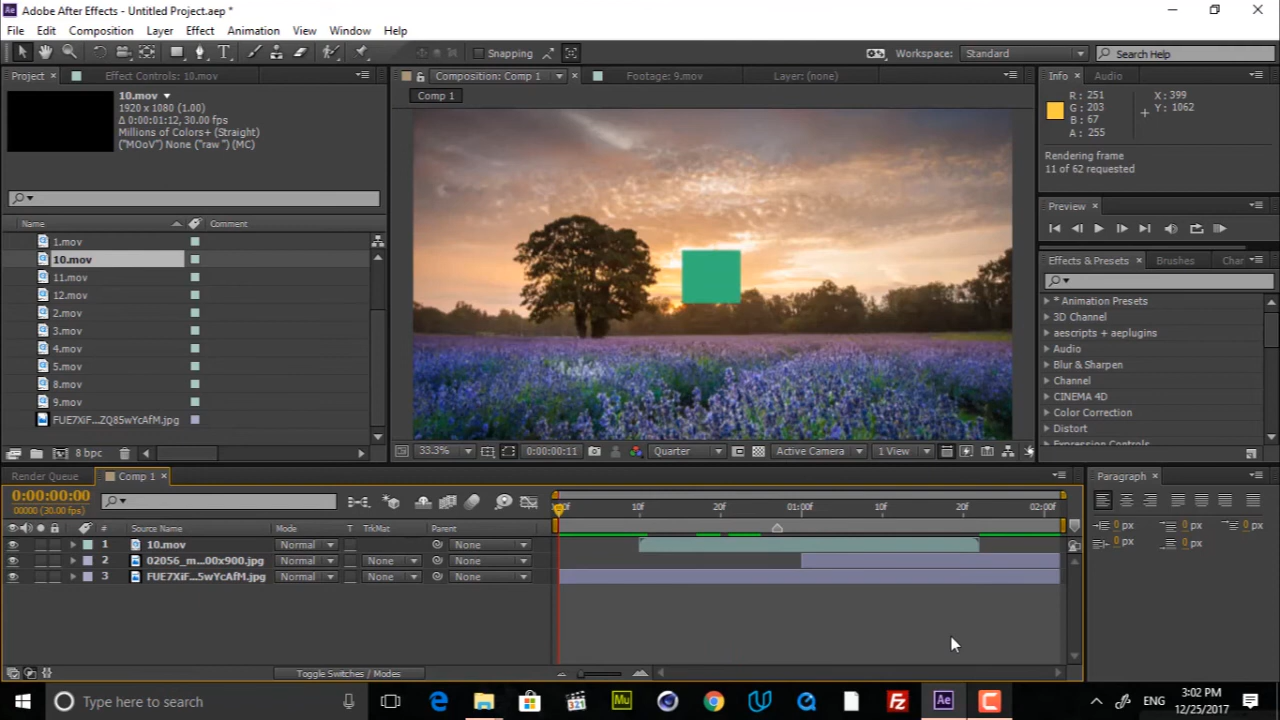 Adobe After Effects - Untitled Project.aep *
File Edit Composition Layer Effect Animation View Window Help
Snapping
Workspace: Standard
Search Help
Project
Effect Controls: 10.mov
Composition: Comp 1
Footage: 9.mov
Layer: (none)
Info
Audio
10.mov
1920 x 1080 (1.00)
Δ 0:00:01:12, 30.00 fps
Millions of Colors+ (Straight)
("MOoV") None ("raw ") (MC)
Comp 1
R: 251
G: 203
B: 67
A: 255
X: 399
Y: 1062
Rendering frame
11 of 62 requested
Preview
Name
Comment
1.mov
10.mov
11.mov
12.mov
2.mov
3.mov
4.mov
5.mov
8.mov
9.mov
FUE7XiF...ZQ85wYcAfM.jpg
8 bpc
Effects & Presets
Brushes
Char
* Animation Presets
3D Channel
aescripts + aeplugins
Audio
Blur & Sharpen
Channel
CINEMA 4D
Color Correction
Distort
Expression Controls
33.3%
0:00:00:11
Quarter
Active Camera
1 View
Render Queue
Comp 1
0:00:00:00
00000 (30.00 fps)
10f 20f 01:00f 10f 20f 02:00f
# Source Name Mode T TrkMat Parent
1 10.mov Normal None
2 02056_m...00x900.jpg Normal None None
3 FUE7XiF...5wYcAfM.jpg Normal None None
Toggle Switches / Modes
Paragraph
0 px 0 px 0 px
0 px 0 px
Type here to search
Mu
Fz
Ae
ENG
3:02 PM
12/25/2017